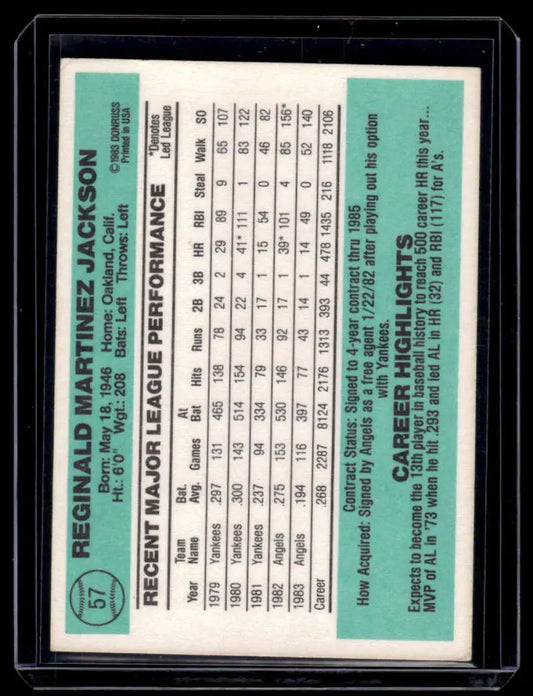 57
REGINALD MARTINEZ JACKSON
Born: May 18, 1946 Home: Oakland, Calif.
Ht.: 6'0" Wgt.: 208 Bats: Left Throws: Left
© 1983 DONRUSS
Printed in USA
RECENT MAJOR LEAGUE PERFORMANCE
*Denotes
Led League
Year Team Name Bat. Avg. Games At Bat Hits Runs 2B 3B HR RBI Steal Walk SO
1979 Yankees .297 131 465 138 78 24 2 29 89 9 65 107
1980 Yankees .300 143 514 154 94 22 4 41* 111 1 83 122
1981 Yankees .237 94 334 79 33 17 1 15 54 0 46 82
1982 Angels .275 153 530 146 92 17 1 39* 101 4 85 156*
1983 Angels .194 116 397 77 43 14 1 14 49 0 52 140
Career .268 2287 8124 2176 1313 393 44 478 1435 216 1118 2106
Contract Status: Signed to 4-year contract thru 1985
How Acquired: Signed by Angels as a free agent 1/22/82 after playing out his option
with Yankees.
CAREER HIGHLIGHTS
Expects to become the 13th player in baseball history to reach 500 career HR this year...
MVP of AL in '73 when he hit .293 and led AL in HR (32) and RBI (117) for A's.